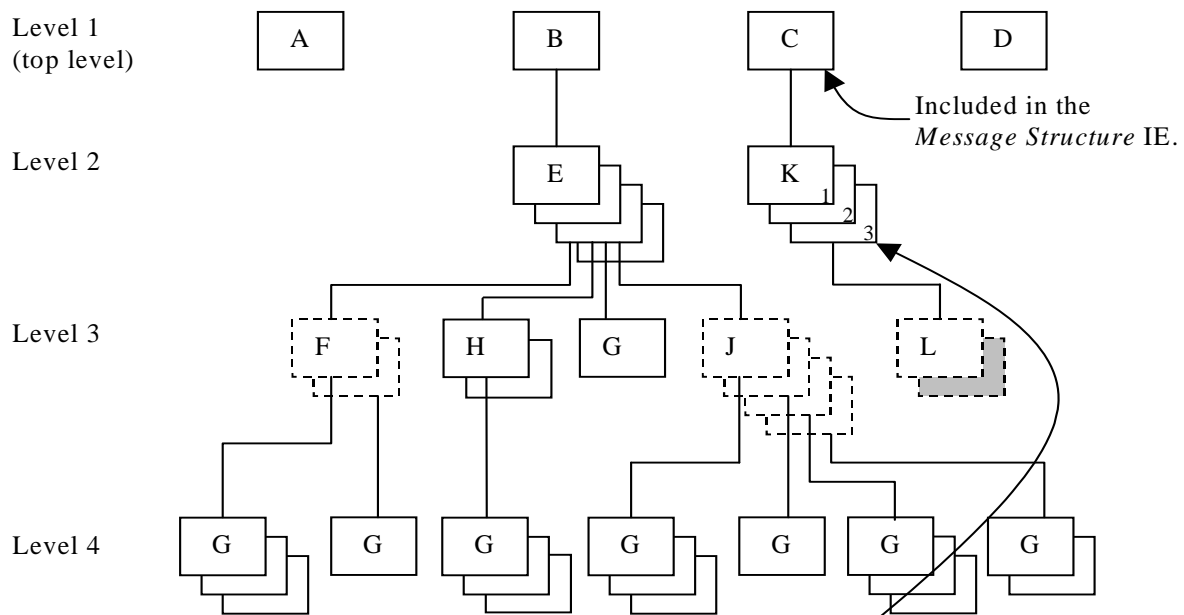 Level 1
(top level)
A
B
C
D
Included in the
Message Structure IE.
Level 2
E
K
1
2
3
Level 3
F
H
G
J
L
Level 4
G
G
G
G
G
G
G